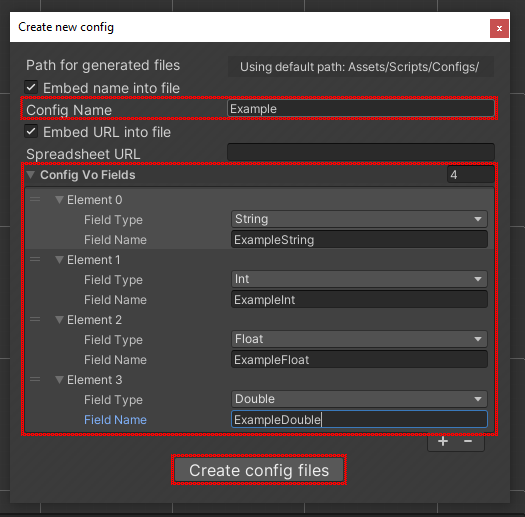 Create new config
x
Path for generated files
Using default path: Assets/Scripts/Configs/
Embed name into file
Config Name
Example
Embed URL into file
Spreadsheet URL
Config Vo Fields
4
Element 0
Field Type
String
Field Name
ExampleString
Element 1
Field Type
Int
Field Name
ExampleInt
Element 2
Field Type
Float
Field Name
ExampleFloat
Element 3
Field Type
Double
Field Name
ExampleDouble
+ −
Create config files